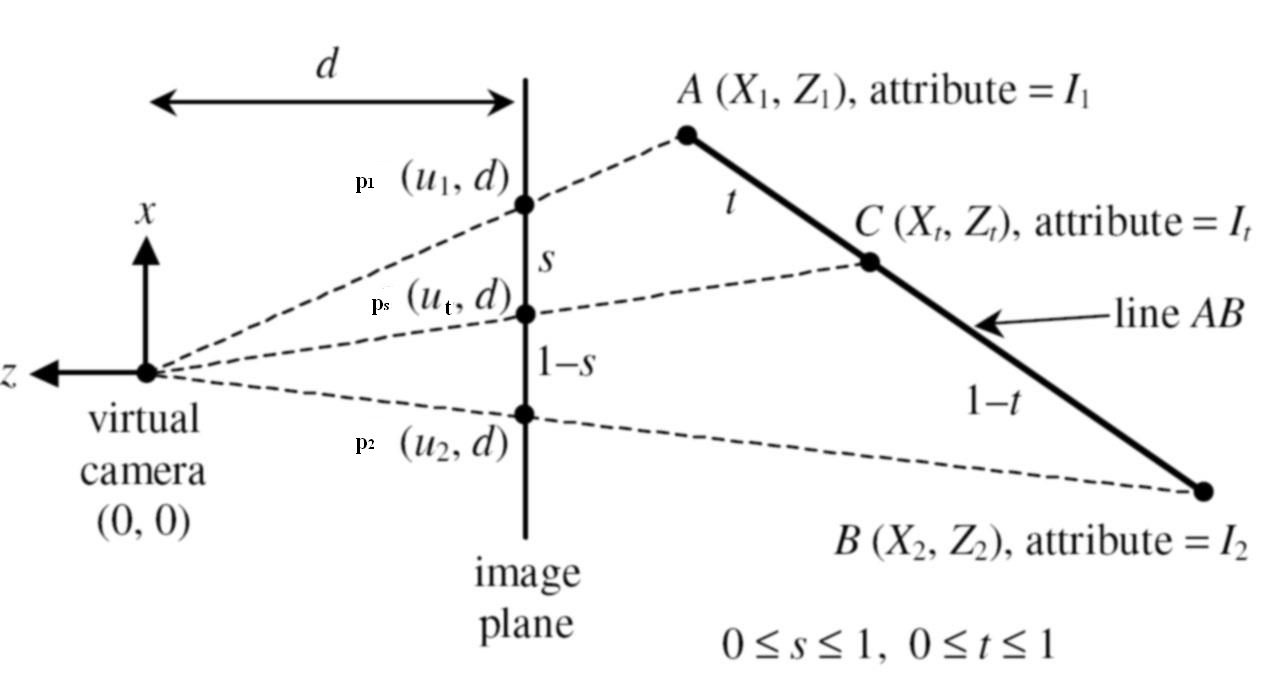 d
A (X1, Z1), attribute = I1
p1 (u1, d)
x
t
C (Xt, Zt), attribute = It
s
ps (ut, d)
line AB
z
1–s
1–t
virtual
camera
(0, 0)
p2 (u2, d)
B (X2, Z2), attribute = I2
image
plane
0 ≤ s ≤ 1, 0 ≤ t ≤ 1